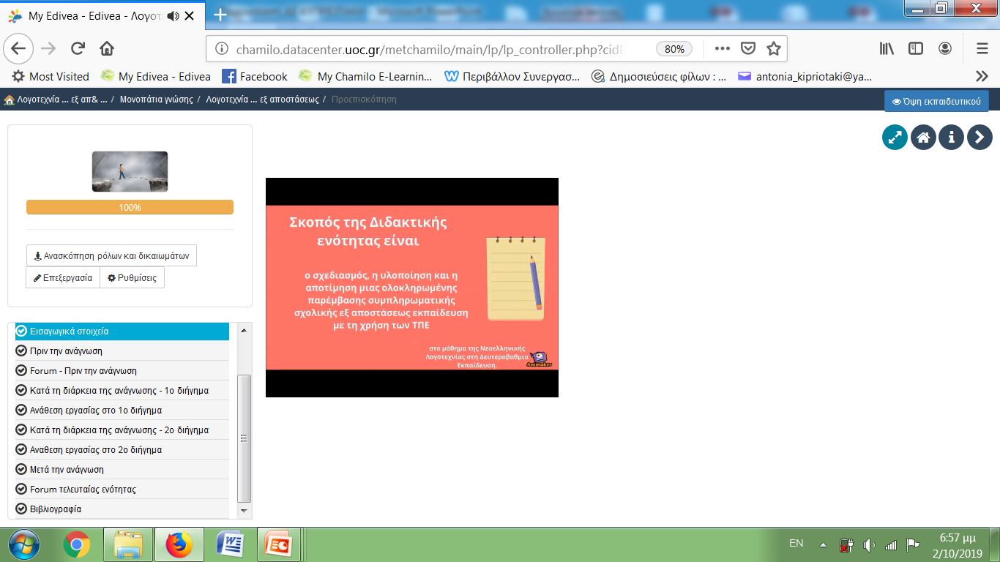 My Edivea - Edivea - Λογοτ
chamilo.datacenter.uoc.gr/metchamilo/main/lp/lp_controller.php?cid
80%
Most Visited My Edivea - Edivea Facebook My Chamilo E-Learnin... Περιβάλλον Συνεργασ... Δημοσιεύσεις φίλων : ... antonia_kipriotaki@ya...
Λογοτεχνία ... εξ απ& ... / Μονοπάτια γνώσης / Λογοτεχνία ... εξ αποστάσεως / Προεπισκόπηση
Όψη εκπαιδευτικού
100%
Ανασκόπηση ρόλων και δικαιωμάτων
Επεξεργασία Ρυθμίσεις
Εισαγωγικά στοιχεία
Πριν την ανάγνωση
Forum - Πριν την ανάγνωση
Κατά τη διάρκεια της ανάγνωσης - 1ο διήγημα
Ανάθεση εργασίας στο 1ο διήγημα
Κατά τη διάρκεια της ανάγνωσης - 2ο διήγημα
Αναθεση εργασίας στο 2ο διήγημα
Μετά την ανάγνωση
Forum τελευταίας ενότητας
Βιβλιογραφία
Σκοπός της Διδακτικής
ενότητας είναι
ο σχεδιασμός, η υλοποίηση και η
αποτίμηση μιας ολοκληρωμένης
παρέμβασης συμπληρωματικής
σχολικής εξ αποστάσεως εκπαίδευση
με τη χρήση των ΤΠΕ
στο μάθημα της Νεοελληνικής
Λογοτεχνίας στη Δευτεροβαθμια
Εκπαίδευση.
Animaker
EN
6:57 μμ
2/10/2019